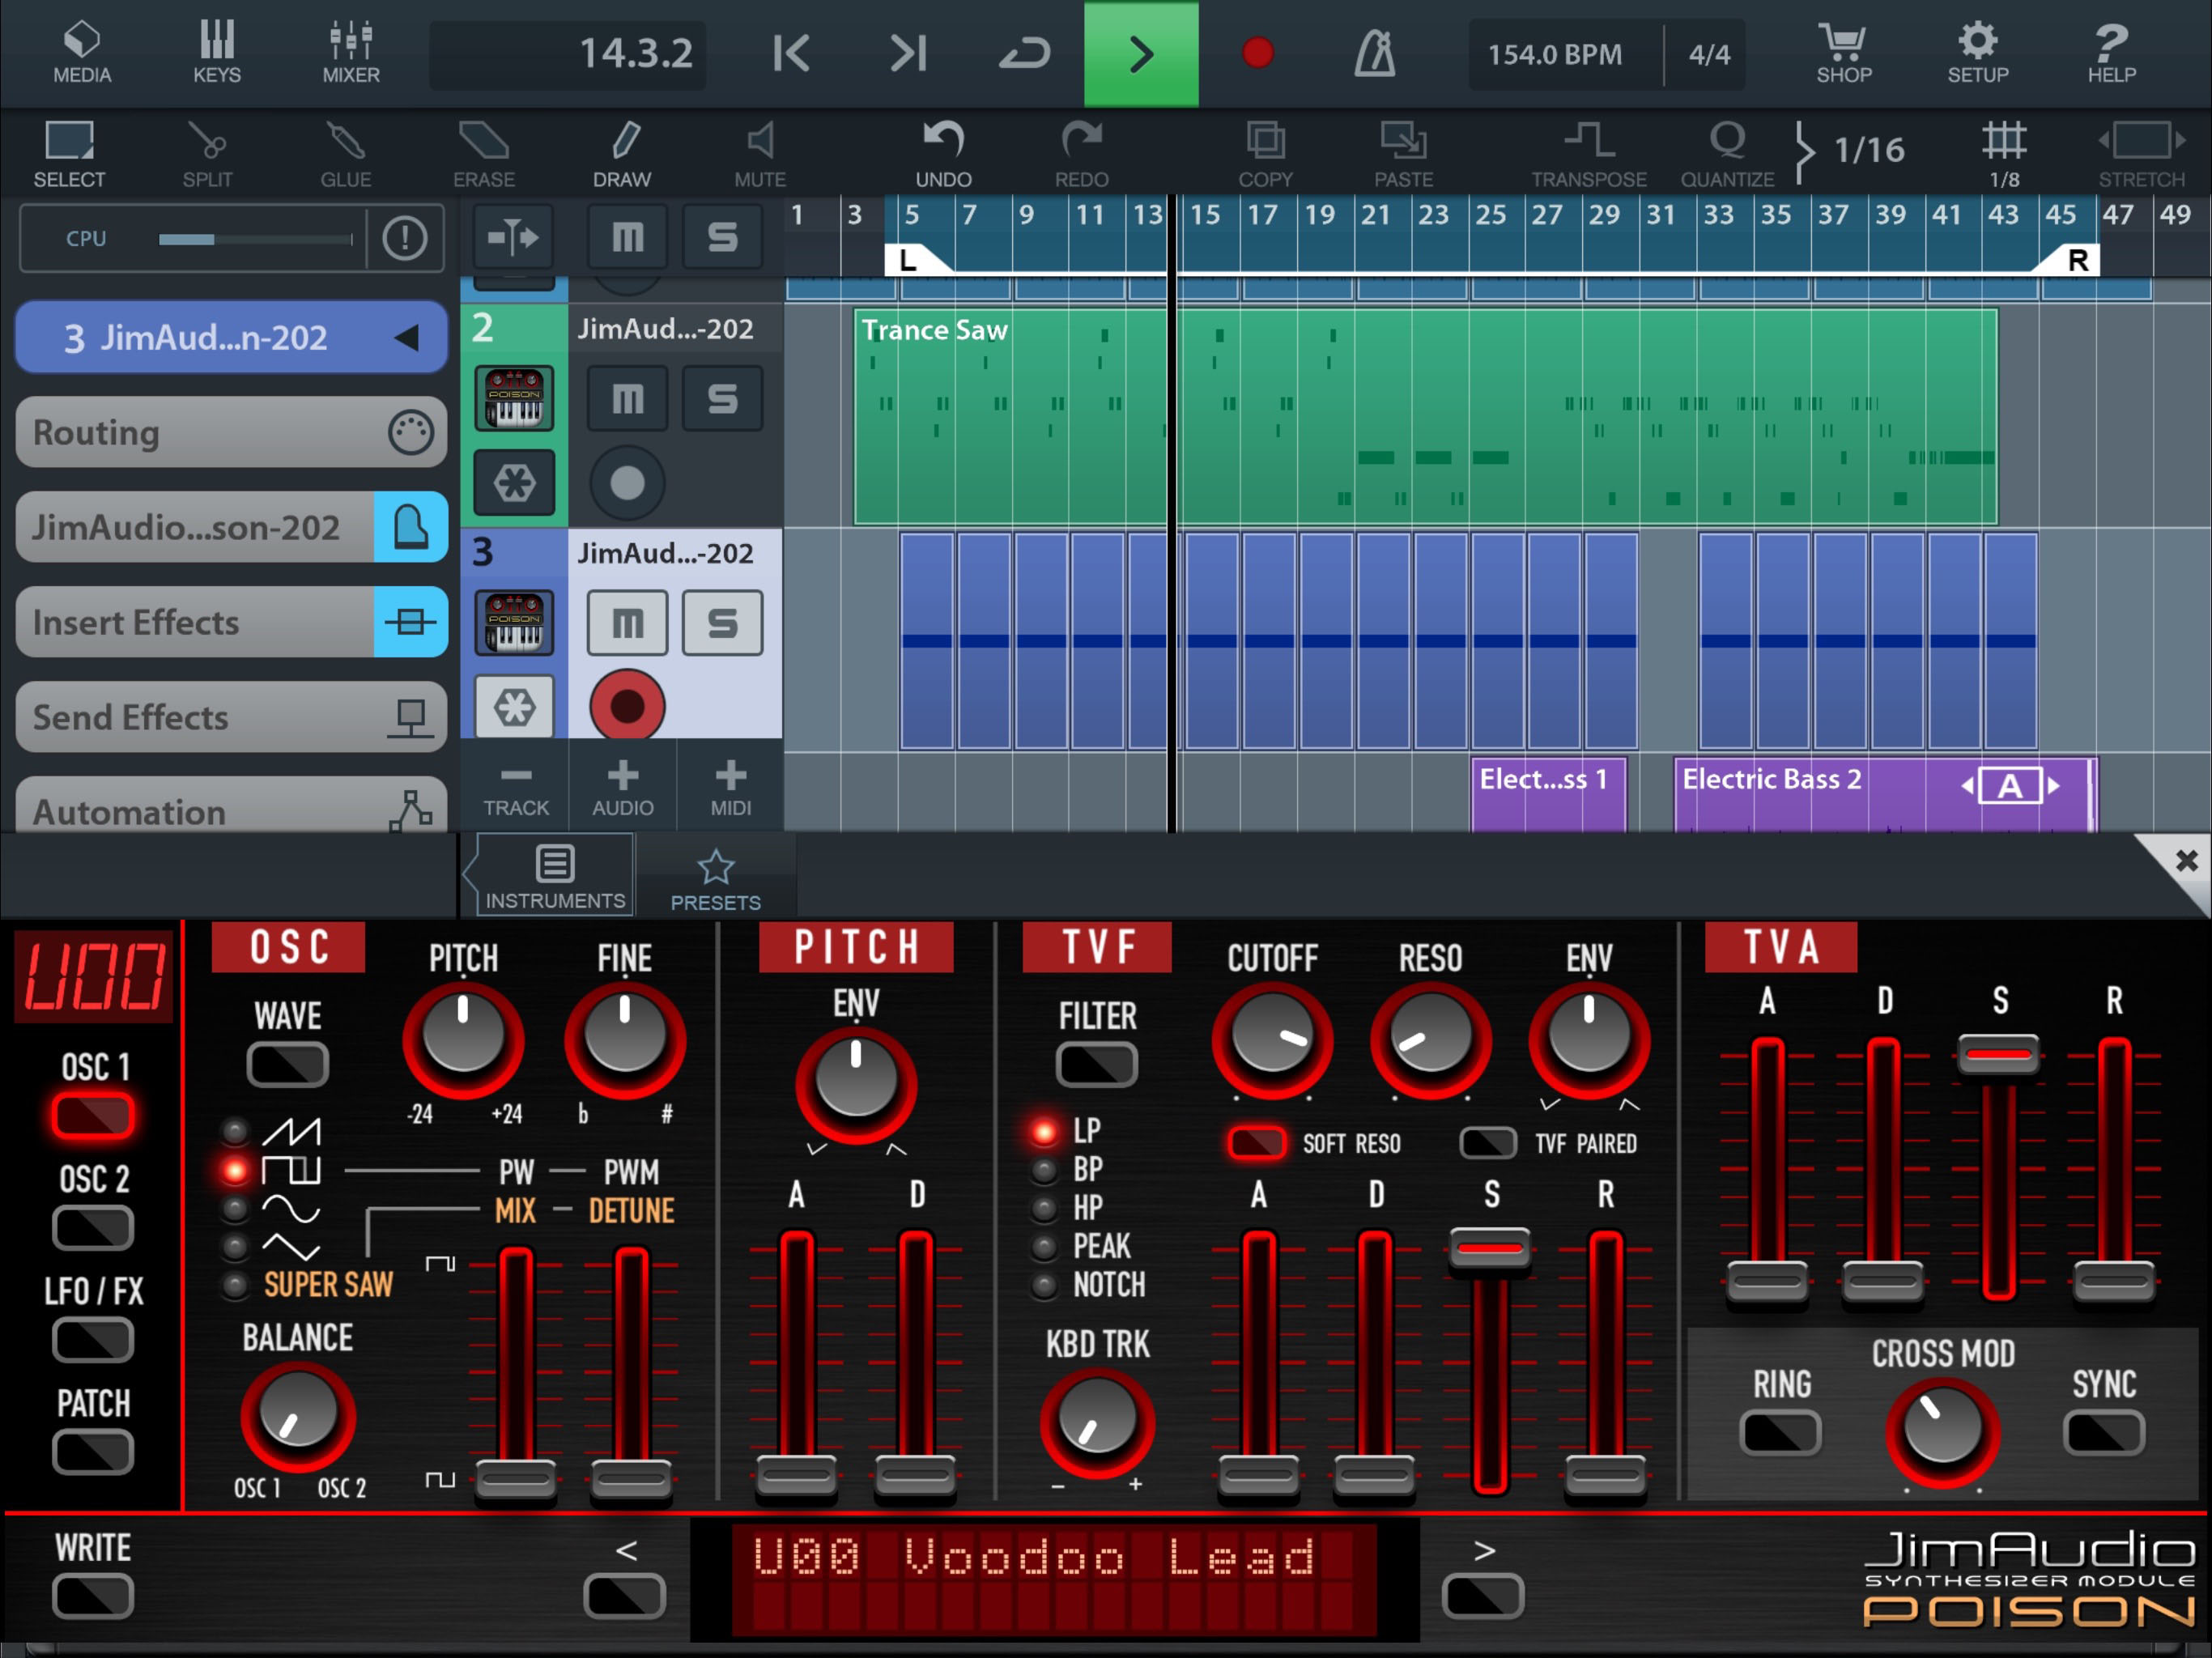 MEDIA KEYS MIXER 14.3.2 154.0 BPM 4/4 SHOP SETUP ? HELP
SELECT SPLIT GLUE ERASE DRAW MUTE UNDO REDO COPY PASTE TRANSPOSE Q QUANTIZE 1/16 1/8 STRETCH
CPU ! m S 1 3 5 7 9 11 13 15 17 19 21 23 25 27 29 31 33 35 37 39 41 43 45 47 49
L R
3 JimAud...n-202
2 JimAud...-202 Trance Saw
POISON m S
Routing
JimAudio...son-202
3 JimAud...-202
Insert Effects
POISON m S
Send Effects
Automation
TRACK AUDIO MIDI
Elect...ss 1 Electric Bass 2 A
INSTRUMENTS PRESETS
U00
OSC 1
OSC 2
LFO / FX
PATCH
OSC
WAVE
PITCH FINE
-24 +24 b #
PW PWM
MIX DETUNE
SUPER SAW
BALANCE
OSC 1 OSC 2
PITCH
ENV
A D
TVF
FILTER
CUTOFF RESO ENV
LP
BP
HP
PEAK
NOTCH
SOFT RESO TVF PAIRED
A D S R
KBD TRK
- +
TVA
A D S R
CROSS MOD
RING SYNC
WRITE
< U00 Voodoo Lead >
JimAudio
SYNTHESIZER MODULE
POISON